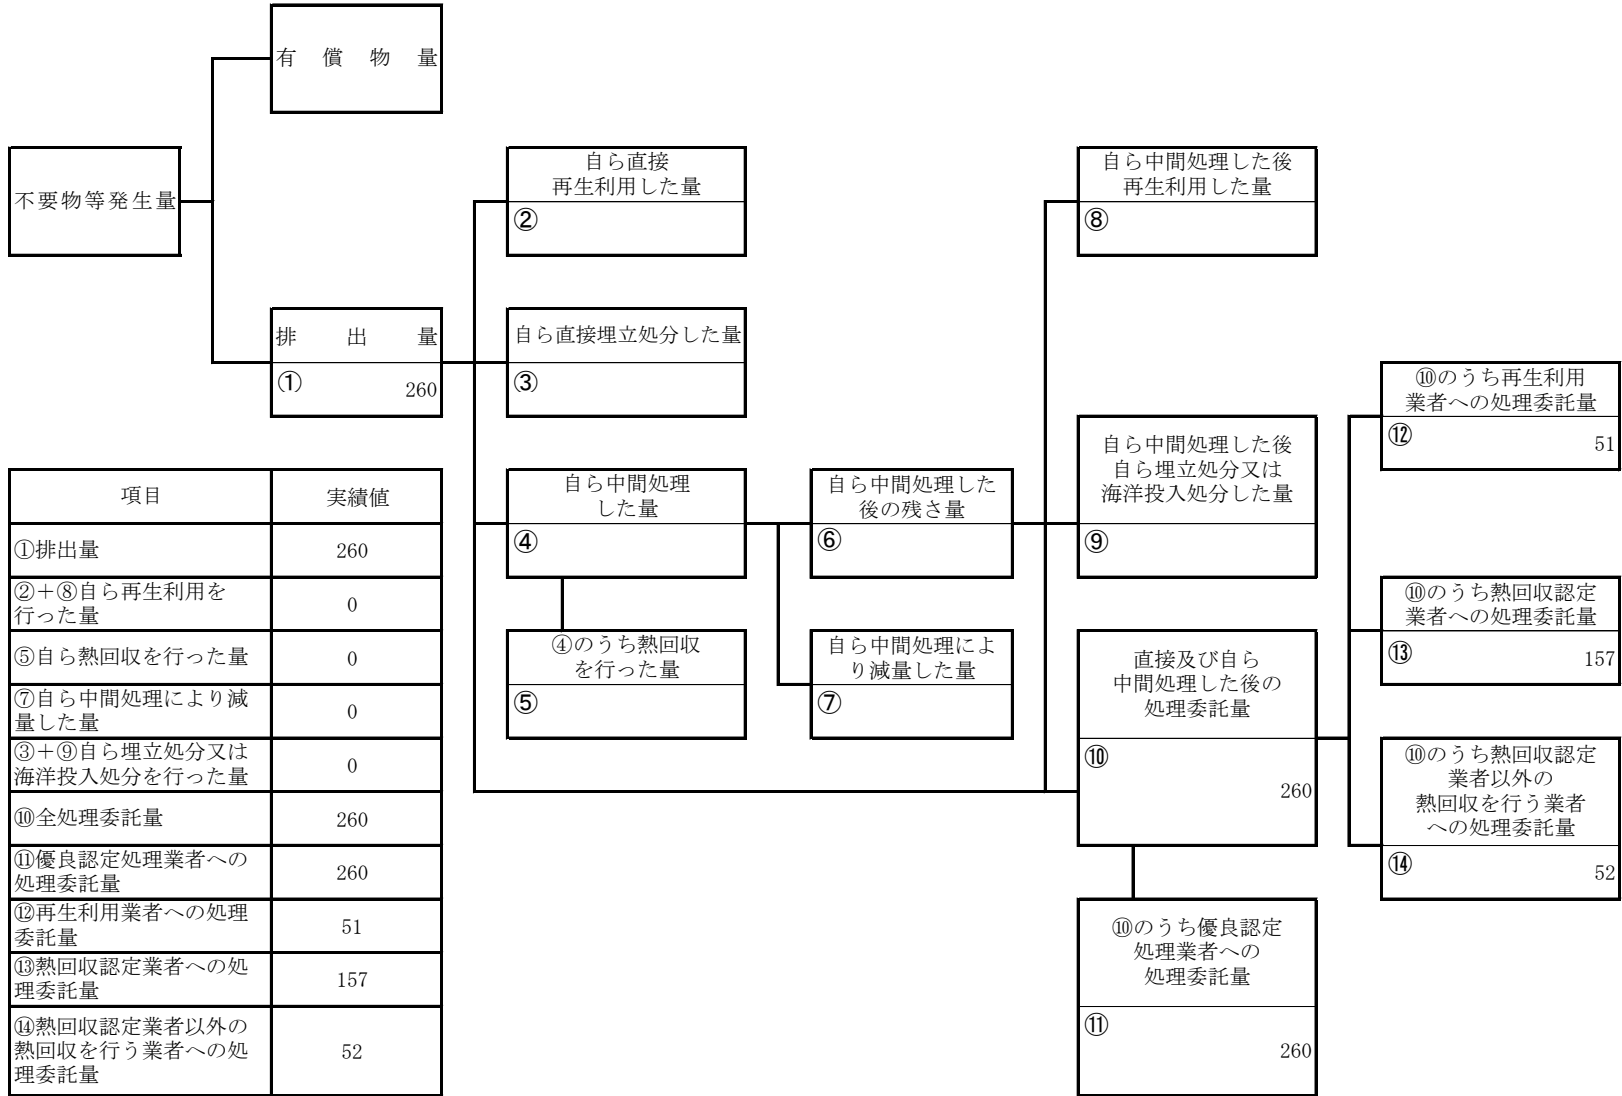 有償物量
不要物等発生量
排出量
①
260
自ら直接
再生利用した量
②
自ら直接埋立処分した量
③
自ら中間処理
した量
④
④のうち熱回収
を行った量
⑤
自ら中間処理した
後の残さ量
⑥
自ら中間処理によ
り減量した量
⑦
自ら中間処理した後
再生利用した量
⑧
自ら中間処理した後
自ら埋立処分又は
海洋投入処分した量
⑨
直接及び自ら
中間処理した後の
処理委託量
⑩
260
⑩のうち優良認定
処理業者への
処理委託量
⑪
260
⑩のうち再生利用
業者への処理委託量
⑫
51
⑩のうち熱回収認定
業者への処理委託量
⑬
157
⑩のうち熱回収認定
業者以外の
熱回収を行う業者
への処理委託量
⑭
52
項目 実績値
①排出量 260
②+⑧自ら再生利用を
行った量 0
⑤自ら熱回収を行った量 0
⑦自ら中間処理により減
量した量 0
③+⑨自ら埋立処分又は
海洋投入処分を行った量 0
⑩全処理委託量 260
⑪優良認定処理業者への
処理委託量 260
⑫再生利用業者への処理
委託量 51
⑬熱回収認定業者への処
理委託量 157
⑭熱回収認定業者以外の
熱回収を行う業者への処
理委託量 52